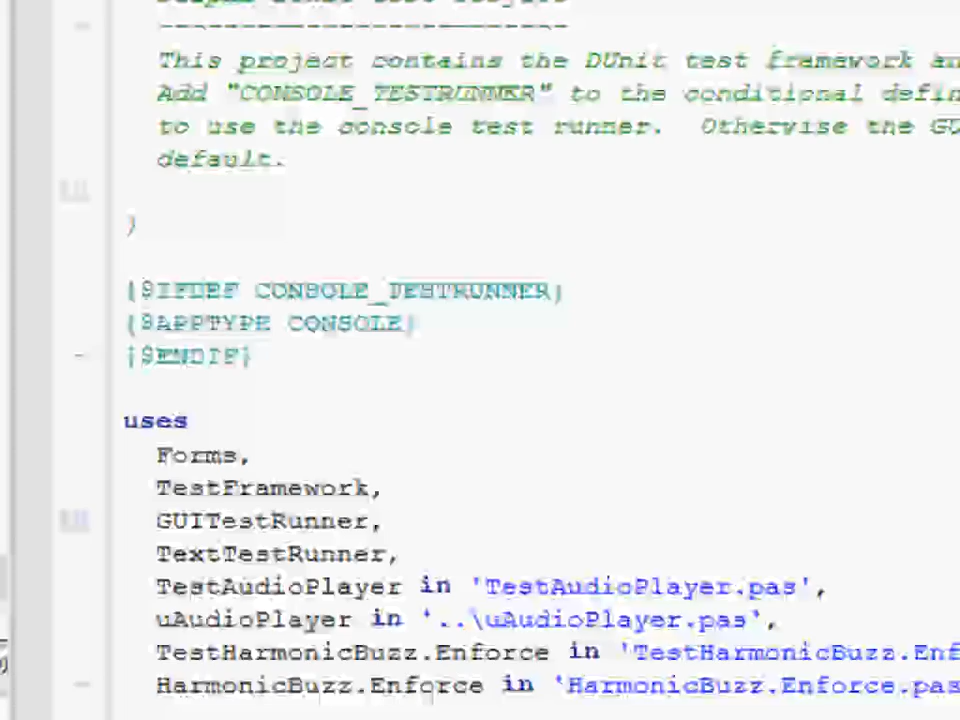 This project contains the DUnit test framework
Add "CONSOLE_TESTRUNNER" to the conditional
to use the console test runner.  Otherwise the
default.
}
{$IFDEF CONSOLE_TESTRUNNER}
{$APPTYPE CONSOLE}
{$ENDIF}
uses
Forms,
TestFramework,
GUITestRunner,
TextTestRunner,
TestAudioPlayer in 'TestAudioPlayer.pas',
uAudioPlayer in '..\uAudioPlayer.pas',
TestHarmonicBuzz.Enforce in 'TestHarmonicBuzz.Enf
HarmonicBuzz.Enforce in 'HarmonicBuzz.Enforce.pas